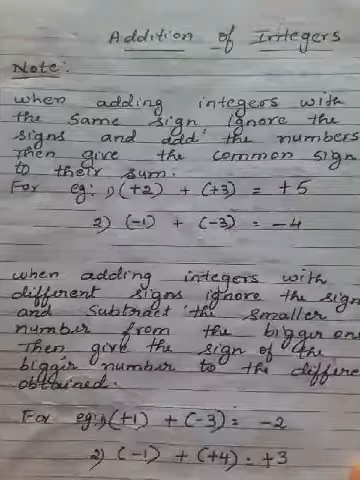 Addition of Integers
Note:
when adding integers with
the same sign ignore the
signs and add the numbers
Then give the common sign
to their sum.
For eg: 1) (+2) + (+3) = +5
2) (-1) + (-3) = -4
when adding integers with
different signs ignore the sign
and subtract the smaller
number from the bigger one
Then give the sign of the
bigger number to the differe
obtained.
For eg: 1) (+1) + (-3) = -2
2) (-1) + (+4) = +3